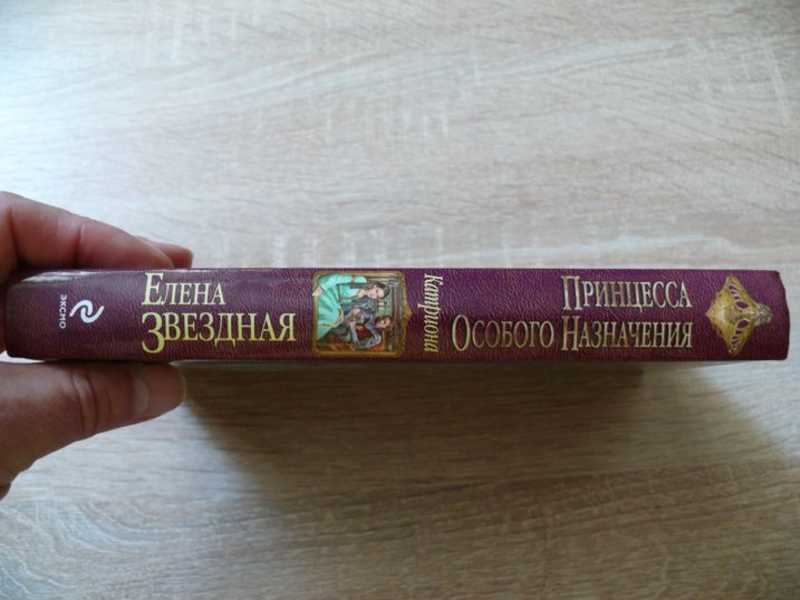 ЭКСМО
ЕЛЕНА
ЗВЕЗДНАЯ
Катриона
ПРИНЦЕССА
ОСОБОГО НАЗНАЧЕНИЯ